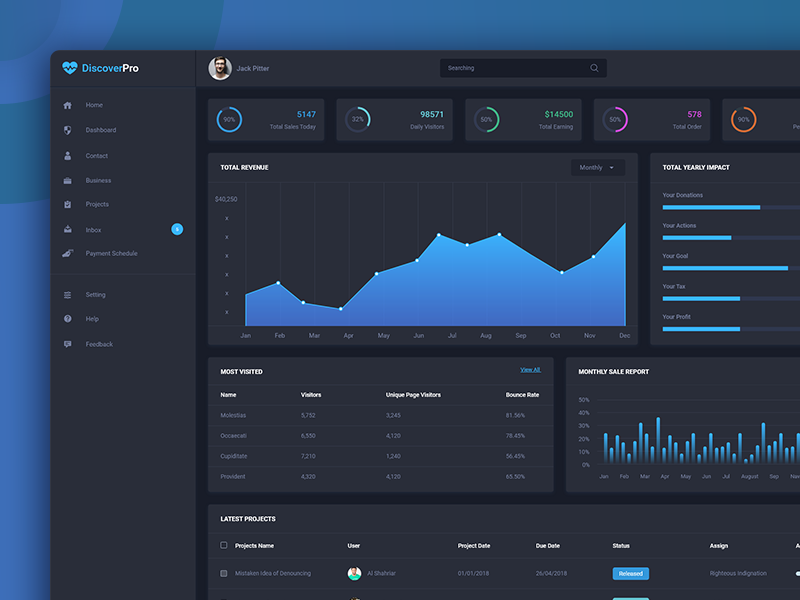 DiscoverPro
Jack Pitter
Searching
Home
Dashboard
Contact
Business
Projects
Inbox
Payment Schedule
Setting
Help
Feedback
90%
5147
Total Sales Today
32%
98571
Daily Visitors
50%
$14500
Total Earning
50%
578
Total Order
90%
TOTAL REVENUE
Monthly
$40,250
x
x
x
x
x
x
Jan Feb Mar Apr May Jun Jul Aug Sep Oct Nov Dec
TOTAL YEARLY IMPACT
Your Donations
Your Actions
Your Goal
Your Tax
Your Profit
MOST VISITED
View All
Name Visitors Unique Page Visitors Bounce Rate
Molestias 5,752 3,245 81.56%
Occaecati 6,550 4,120 78.45%
Cupiditate 7,210 1,240 56.45%
Provident 4,320 4,120 65.50%
MONTHLY SALE REPORT
50%
40%
30%
20%
10%
0%
Jan Feb Mar Apr May Jun Jun August Sep Nov
LATEST PROJECTS
Projects Name User Project Date Due Date Status Assign
Mistaken Idea of Denouncing Al Shahriar 01/01/2018 26/04/2018 Released Righteous Indignation